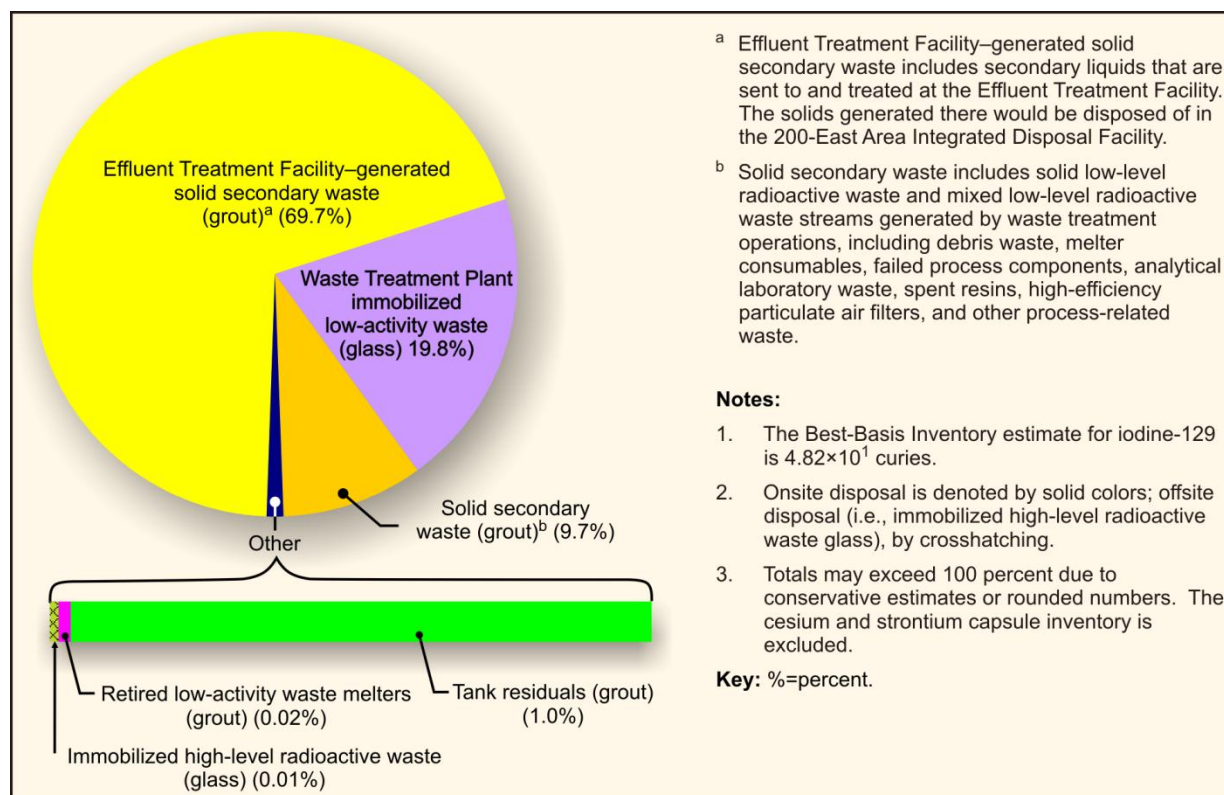 Effluent Treatment Facility–generated
solid secondary waste
(grout)ᵃ (69.7%)
Waste Treatment Plant
immobilized
low-activity waste
(glass) 19.8%)
Solid secondary
waste (grout)ᵇ (9.7%)
Other
Retired low-activity waste melters
(grout) (0.02%)
Tank residuals (grout)
(1.0%)
Immobilized high-level radioactive waste
(glass) (0.01%)
ᵃ Effluent Treatment Facility–generated solid
secondary waste includes secondary liquids that are
sent to and treated at the Effluent Treatment Facility.
The solids generated there would be disposed of in
the 200-East Area Integrated Disposal Facility.
ᵇ Solid secondary waste includes solid low-level
radioactive waste and mixed low-level radioactive
waste streams generated by waste treatment
operations, including debris waste, melter
consumables, failed process components, analytical
laboratory waste, spent resins, high-efficiency
particulate air filters, and other process-related
waste.
Notes:
1. The Best-Basis Inventory estimate for iodine-129
is 4.82×10¹ curies.
2. Onsite disposal is denoted by solid colors; offsite
disposal (i.e., immobilized high-level radioactive
waste glass), by crosshatching.
3. Totals may exceed 100 percent due to
conservative estimates or rounded numbers. The
cesium and strontium capsule inventory is
excluded.
Key: %=percent.